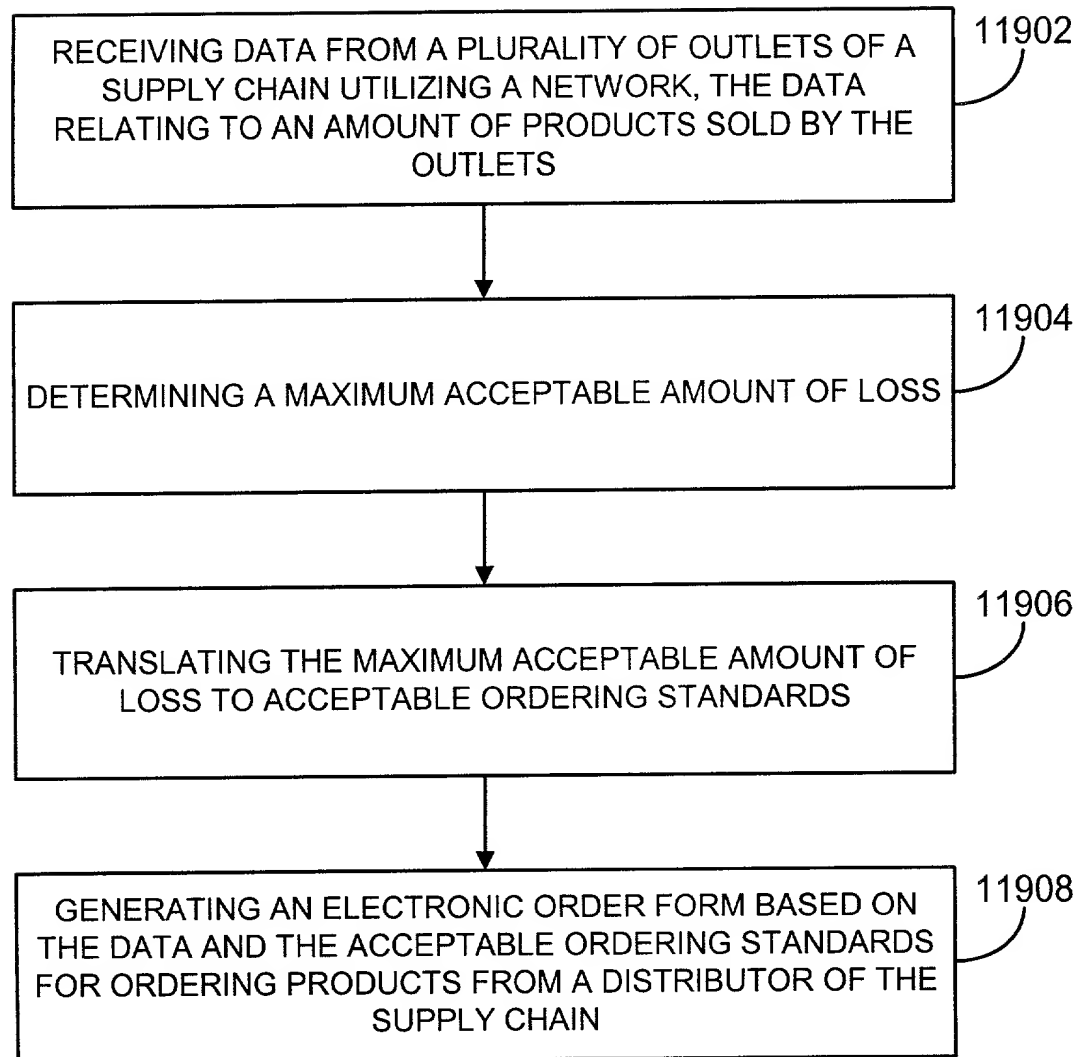 RECEIVING DATA FROM A PLURALITY OF OUTLETS OF A
SUPPLY CHAIN UTILIZING A NETWORK, THE DATA
RELATING TO AN AMOUNT OF PRODUCTS SOLD BY THE
OUTLETS
11902
DETERMINING A MAXIMUM ACCEPTABLE AMOUNT OF LOSS
11904
TRANSLATING THE MAXIMUM ACCEPTABLE AMOUNT OF
LOSS TO ACCEPTABLE ORDERING STANDARDS
11906
GENERATING AN ELECTRONIC ORDER FORM BASED ON
THE DATA AND THE ACCEPTABLE ORDERING STANDARDS
FOR ORDERING PRODUCTS FROM A DISTRIBUTOR OF THE
SUPPLY CHAIN
11908